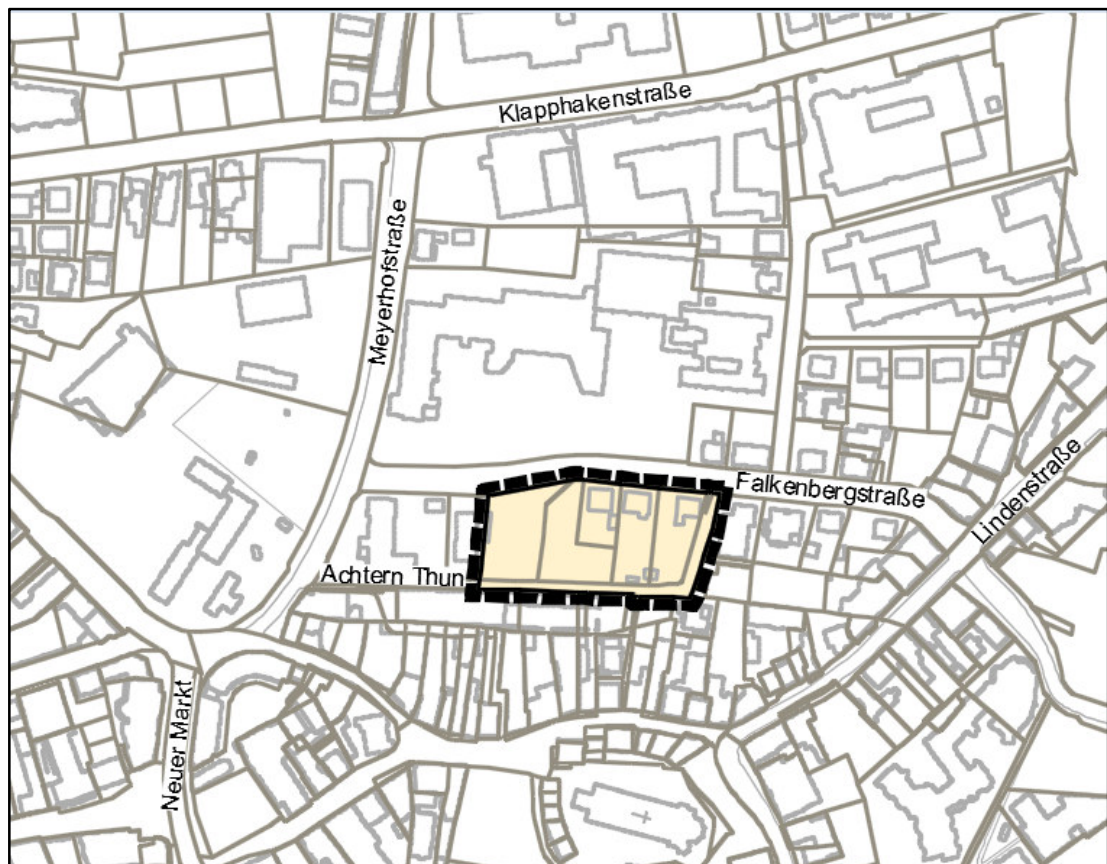 Klapphakenstraße
Meyerhofstraße
Falkenbergstraße
Lindenstraße
Achtern Thun
Neuer Markt